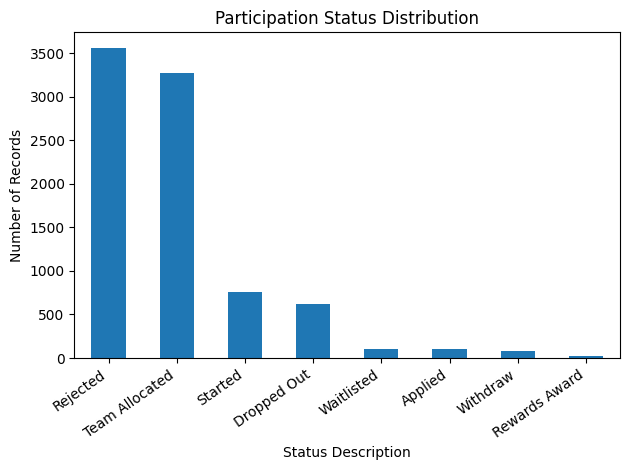 Participation Status Distribution
Number of Records
3500
3000
2500
2000
1500
1000
500
0
Rejected
Team Allocated
Started
Dropped Out
Waitlisted
Applied
Withdraw
Rewards Award
Status Description